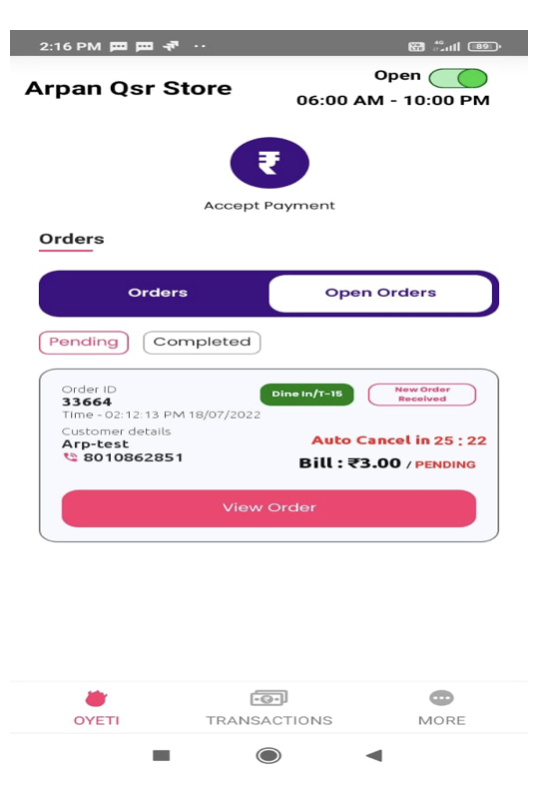 2:16 PM
4G
89
Arpan Qsr Store
Open
06:00 AM - 10:00 PM
₹
Accept Payment
Orders
Orders
Open Orders
Pending
Completed
Order ID
33664
Dine In/T-15
New Order
Received
Time - 02:12:13 PM 18/07/2022
Customer details
Arp-test
8010862851
Auto Cancel in 25 : 22
Bill : ₹3.00 / PENDING
View Order
OYETI
TRANSACTIONS
MORE